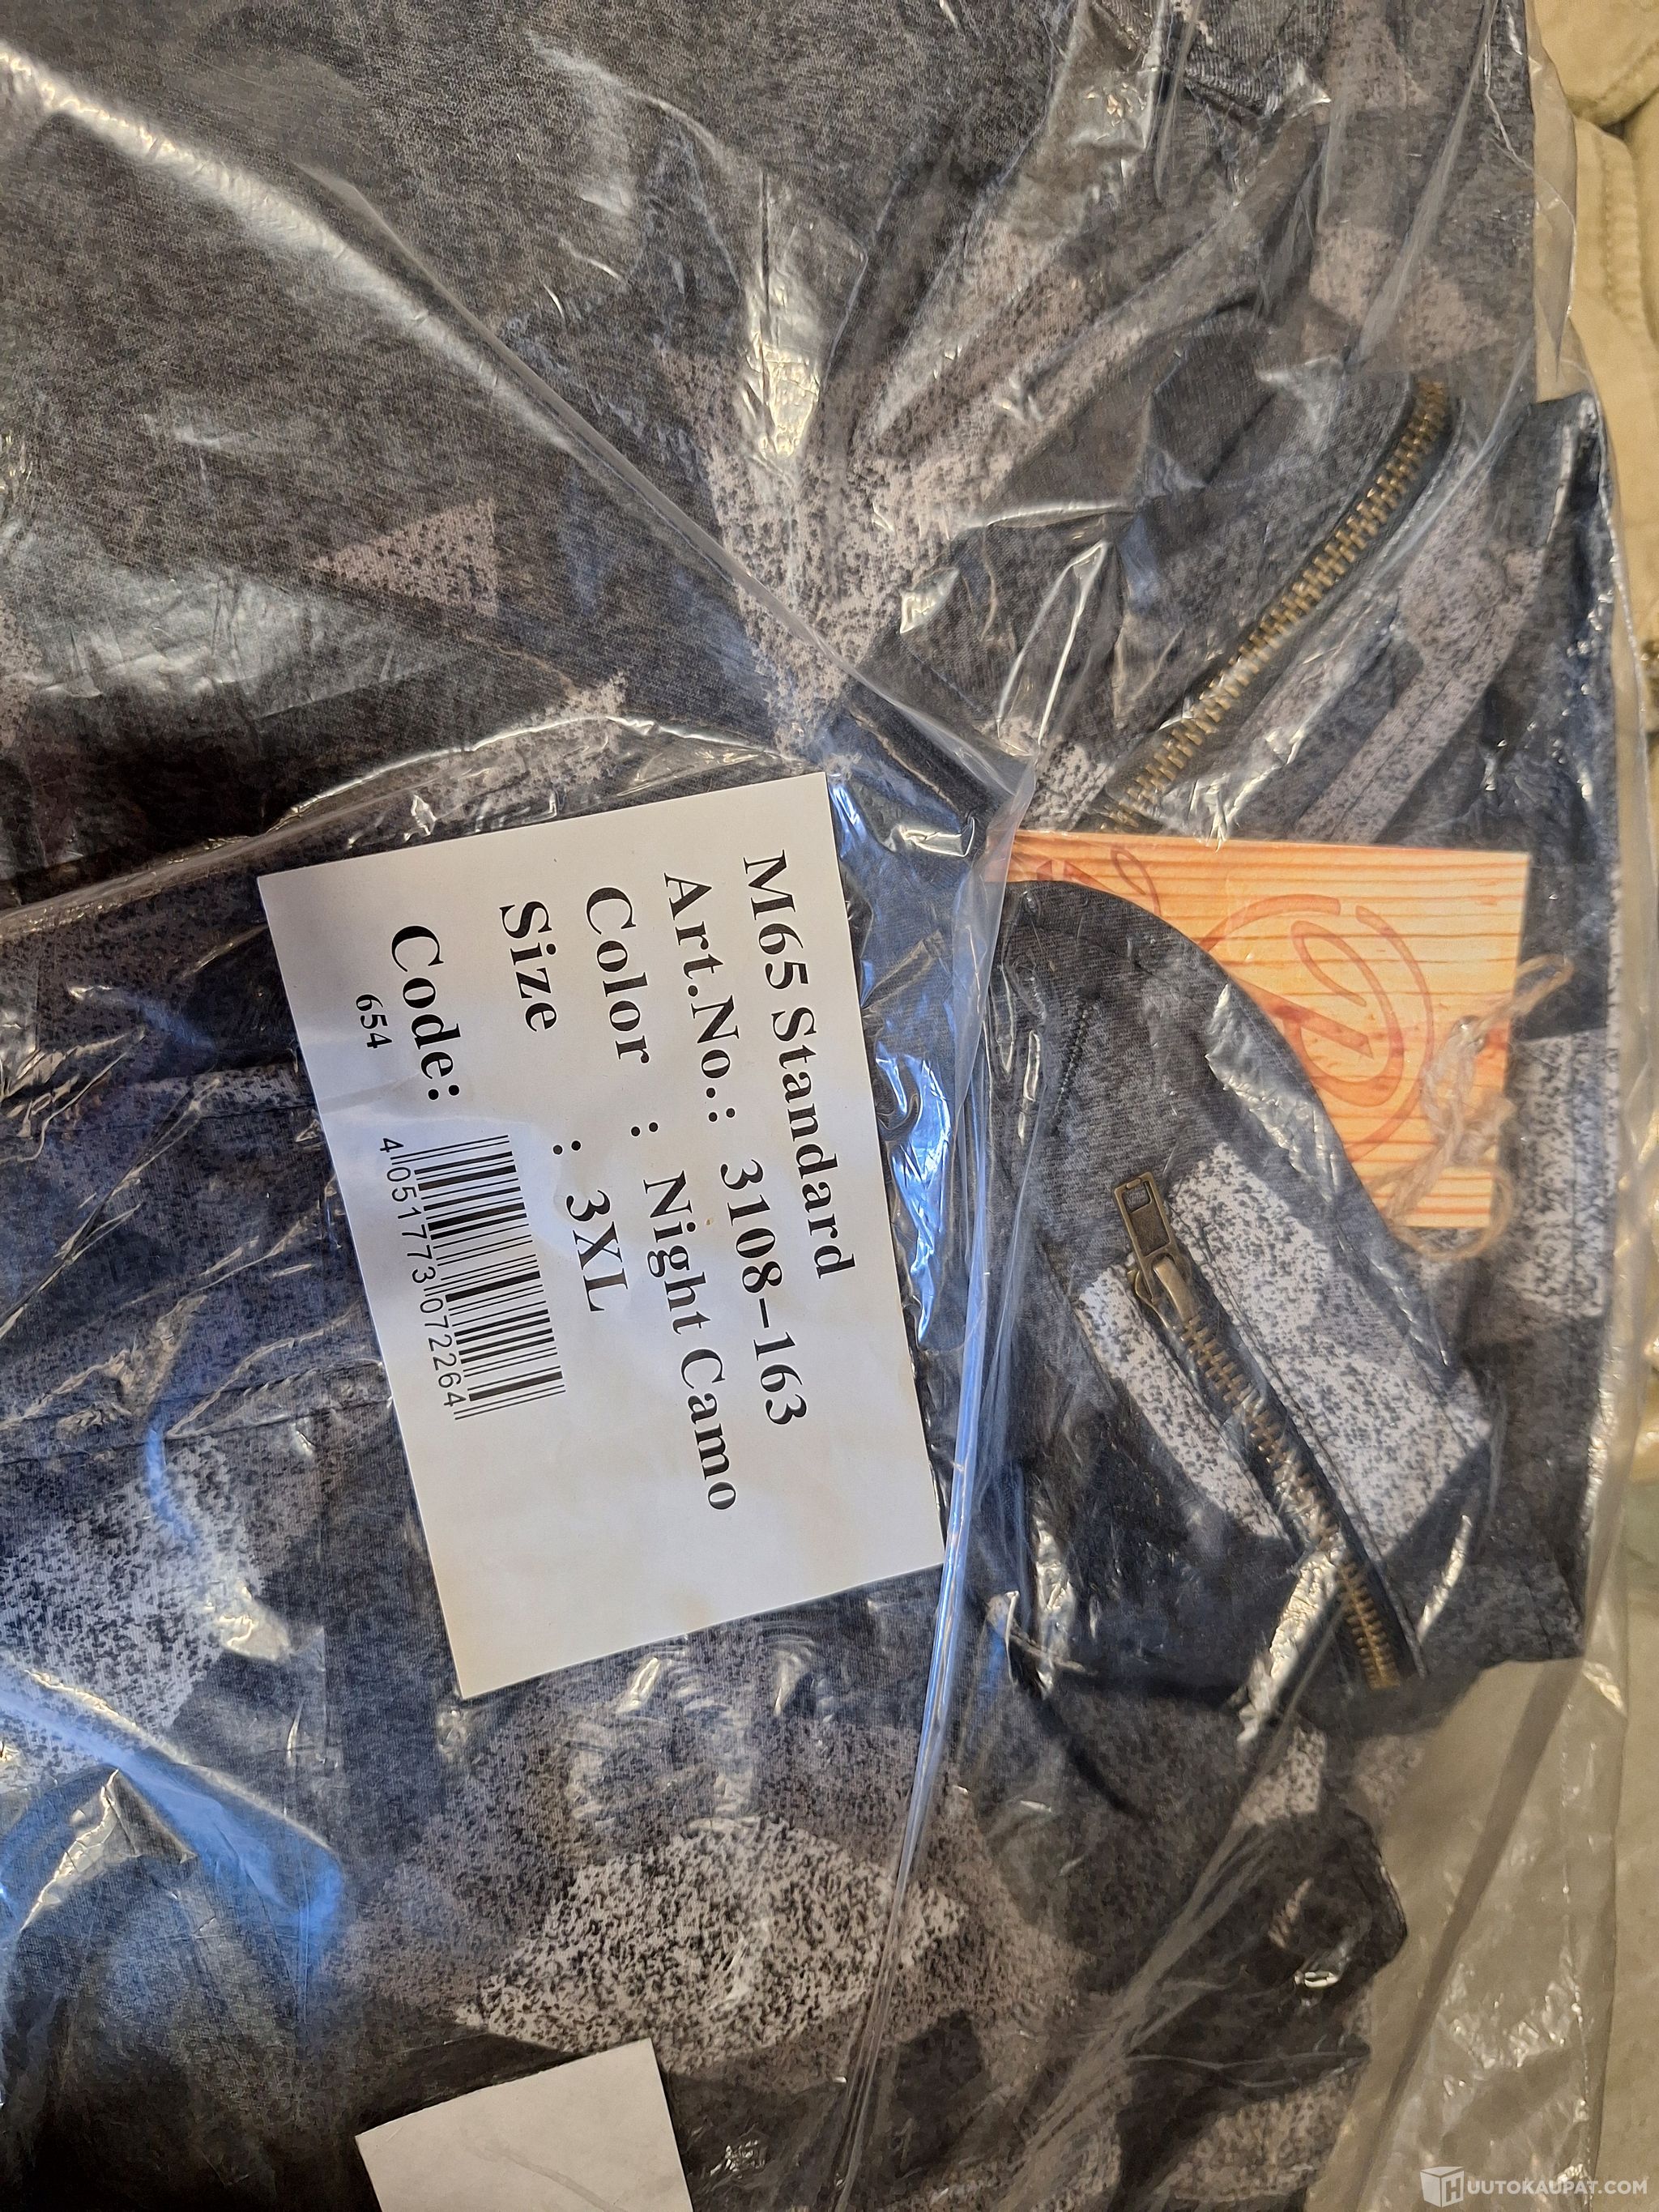 M65 Standard
Art.No.: 3108-163
Color : Night Camo
Size : 3XL
Code:
654
4051773072264
HUUTOKAUPAT.COM